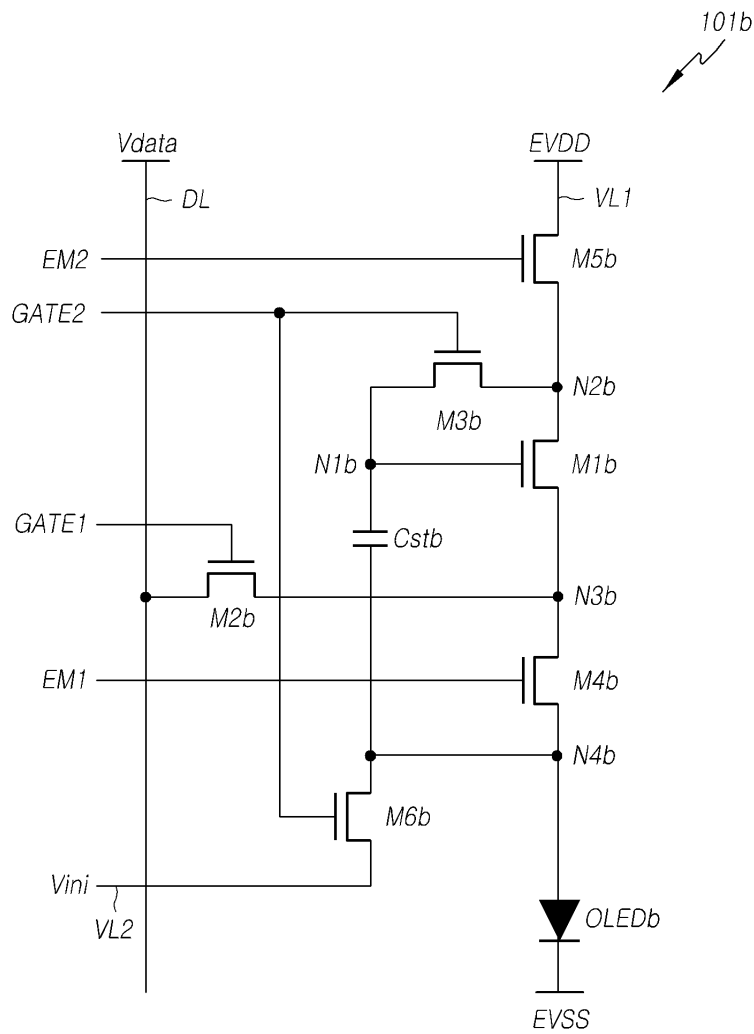 101b
Vdata
EVDD
DL
VL1
EM2
M5b
GATE2
N2b
M3b
N1b
M1b
GATE1
Cstb
N3b
M2b
EM1
M4b
N4b
M6b
Vini
VL2
OLEDb
EVSS